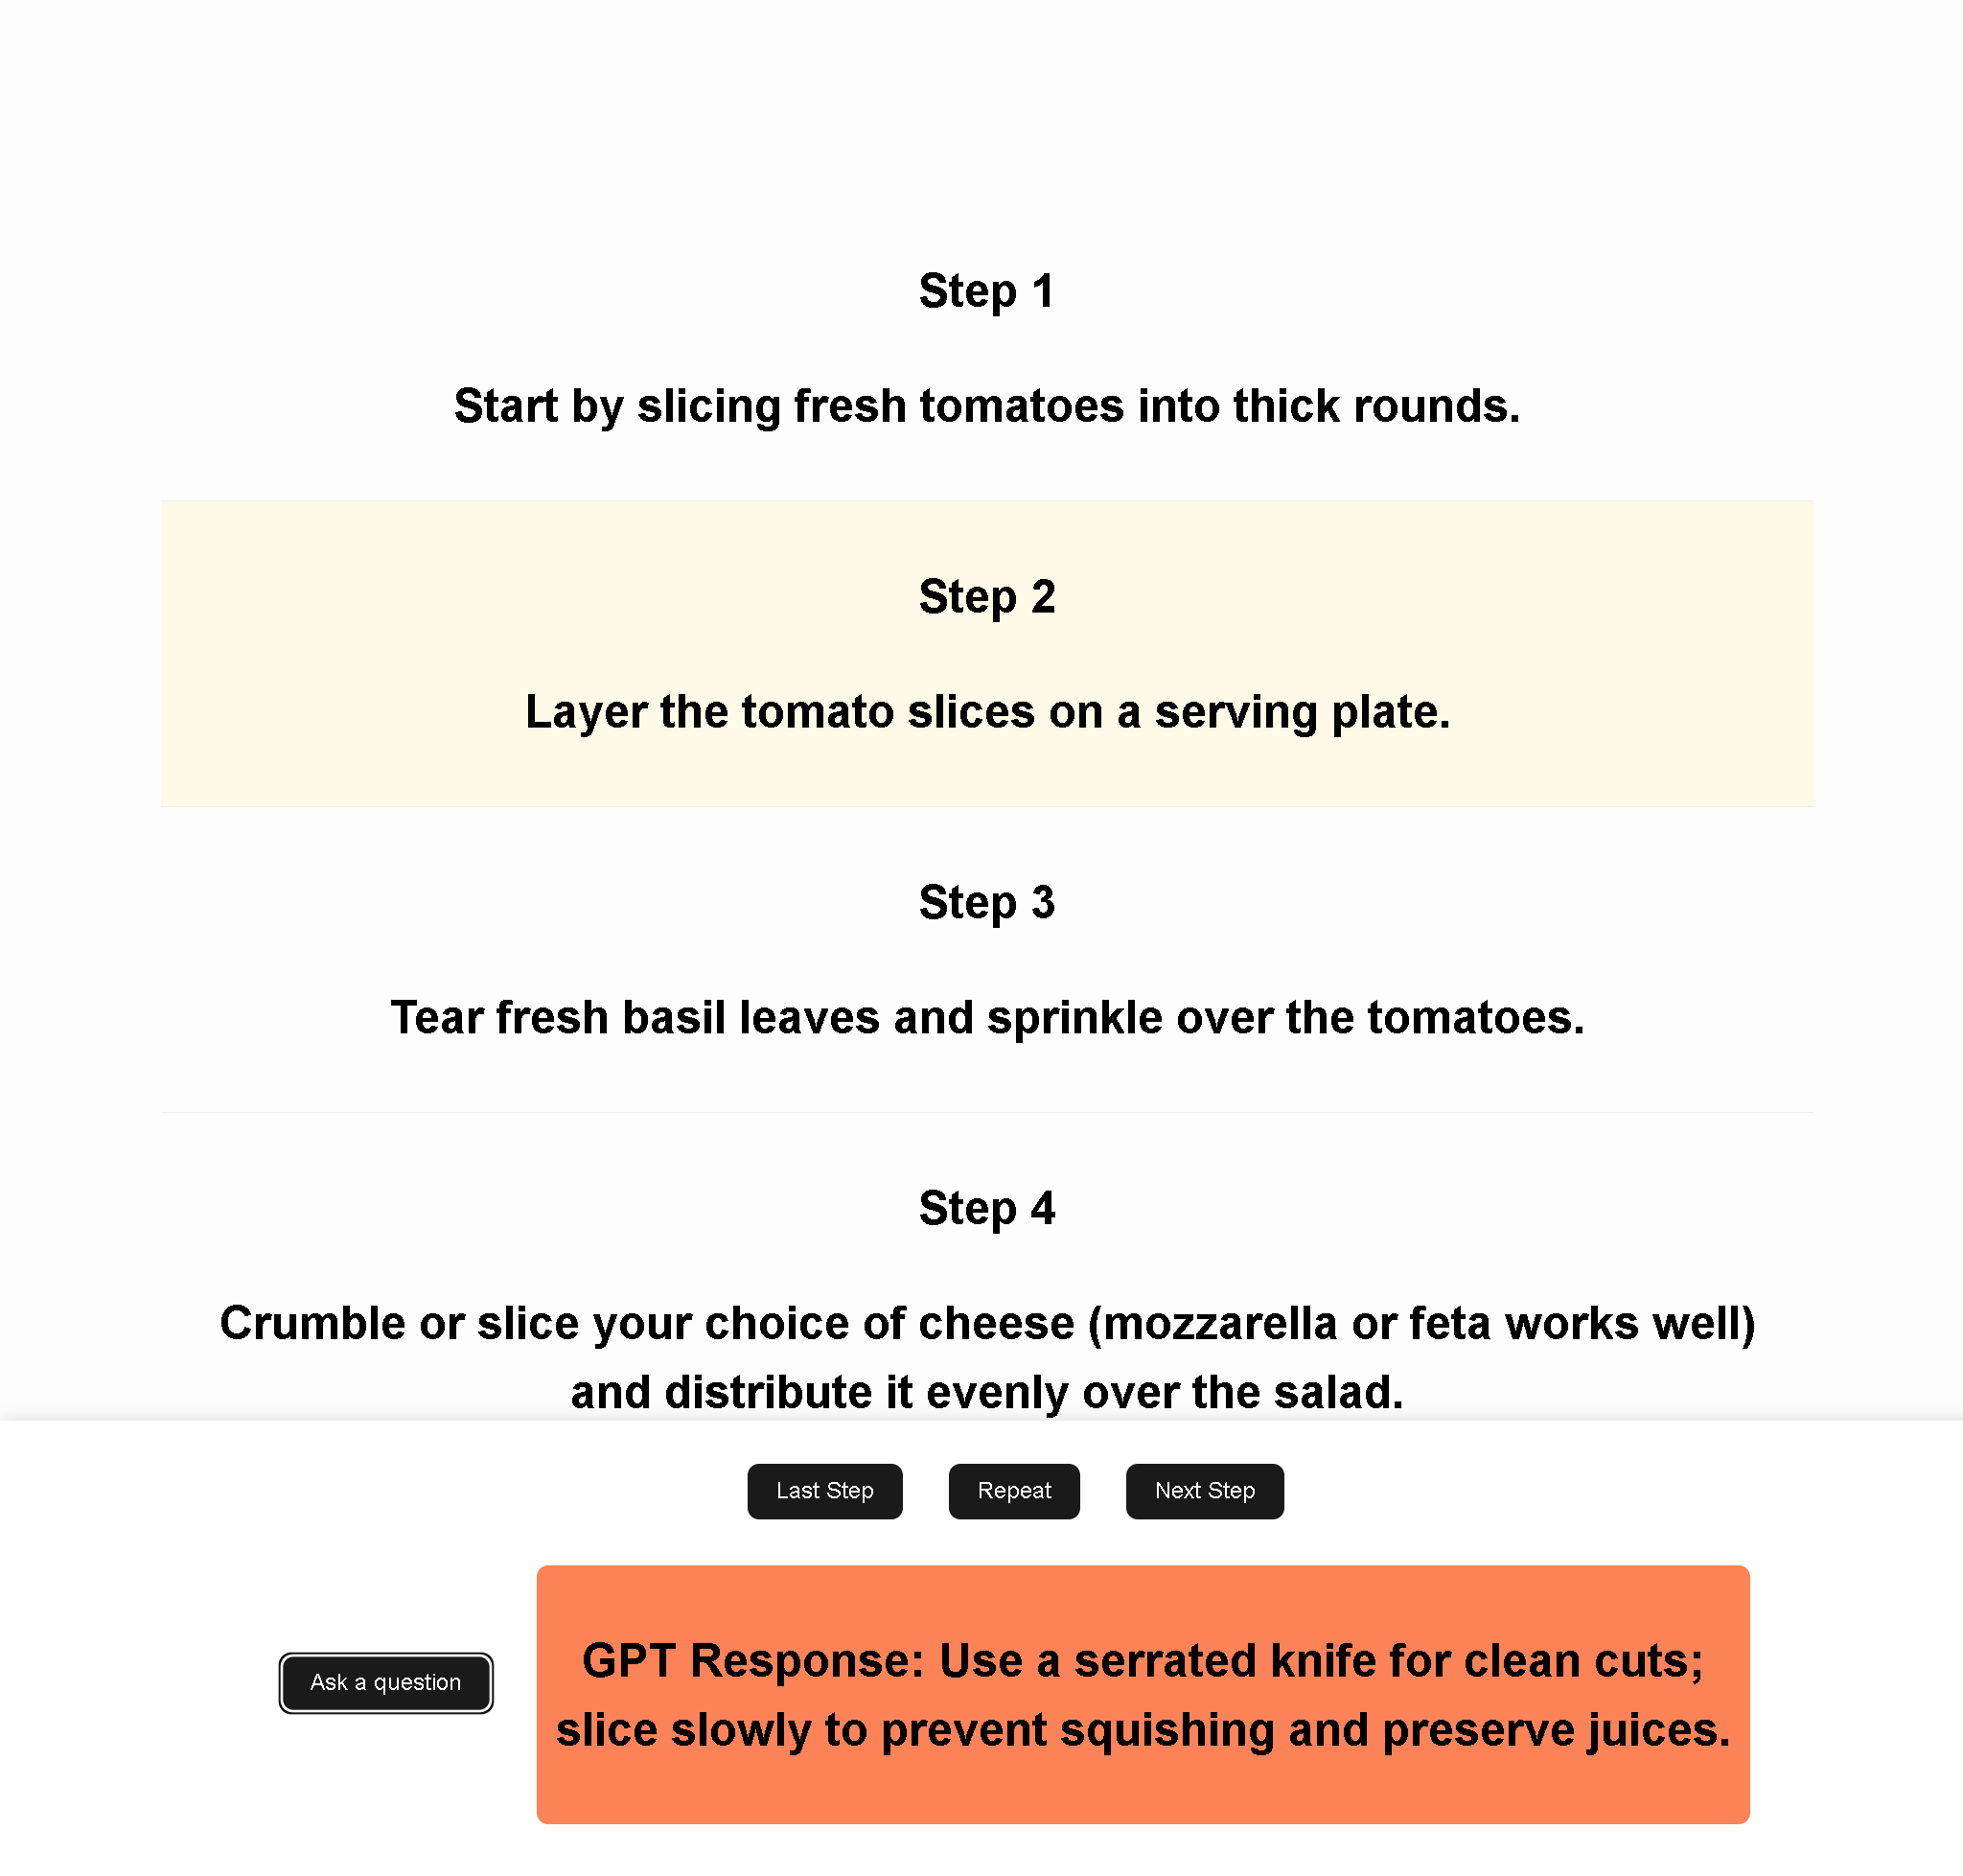 Step 1
Start by slicing fresh tomatoes into thick rounds.
Step 2
Layer the tomato slices on a serving plate.
Step 3
Tear fresh basil leaves and sprinkle over the tomatoes.
Step 4
Crumble or slice your choice of cheese (mozzarella or feta works well)
and distribute it evenly over the salad.
Last Step
Repeat
Next Step
Ask a question
GPT Response: Use a serrated knife for clean cuts;
slice slowly to prevent squishing and preserve juices.